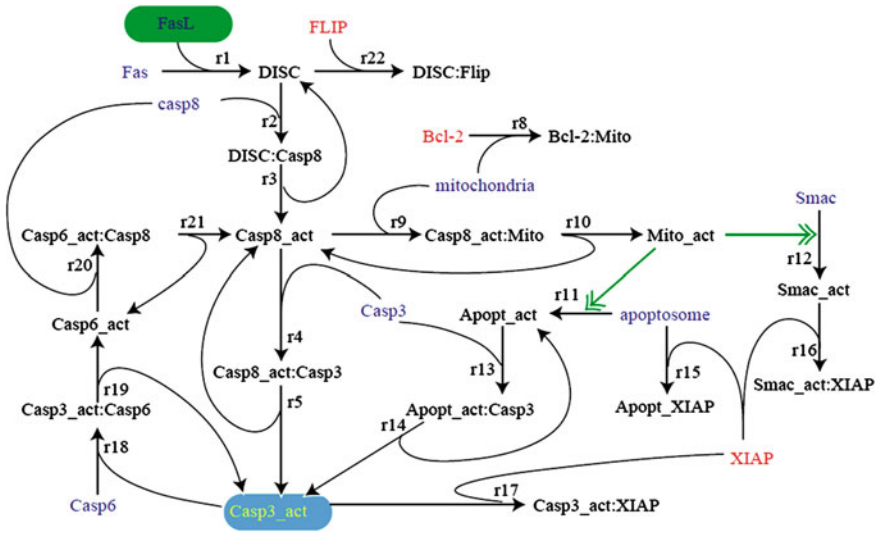 FasL
FLIP
r1
r22
Fas
DISC
DISC:Flip
casp8
r2
Bcl-2
r8
Bcl-2:Mito
DISC:Casp8
r3
mitochondria
Smac
Casp6_act:Casp8
r21
Casp8_act
r9
Casp8_act:Mito
r10
Mito_act
r12
r20
Smac_act
r11
Casp6_act
Casp3
Apopt_act
apoptosome
r4
r16
r13
r15
Casp8_act:Casp3
Smac_act:XIAP
r19
r5
Casp3_act:Casp6
Apopt_act:Casp3
Apopt_XIAP
r14
r18
XIAP
r17
Casp6
Casp3_act
Casp3_act:XIAP